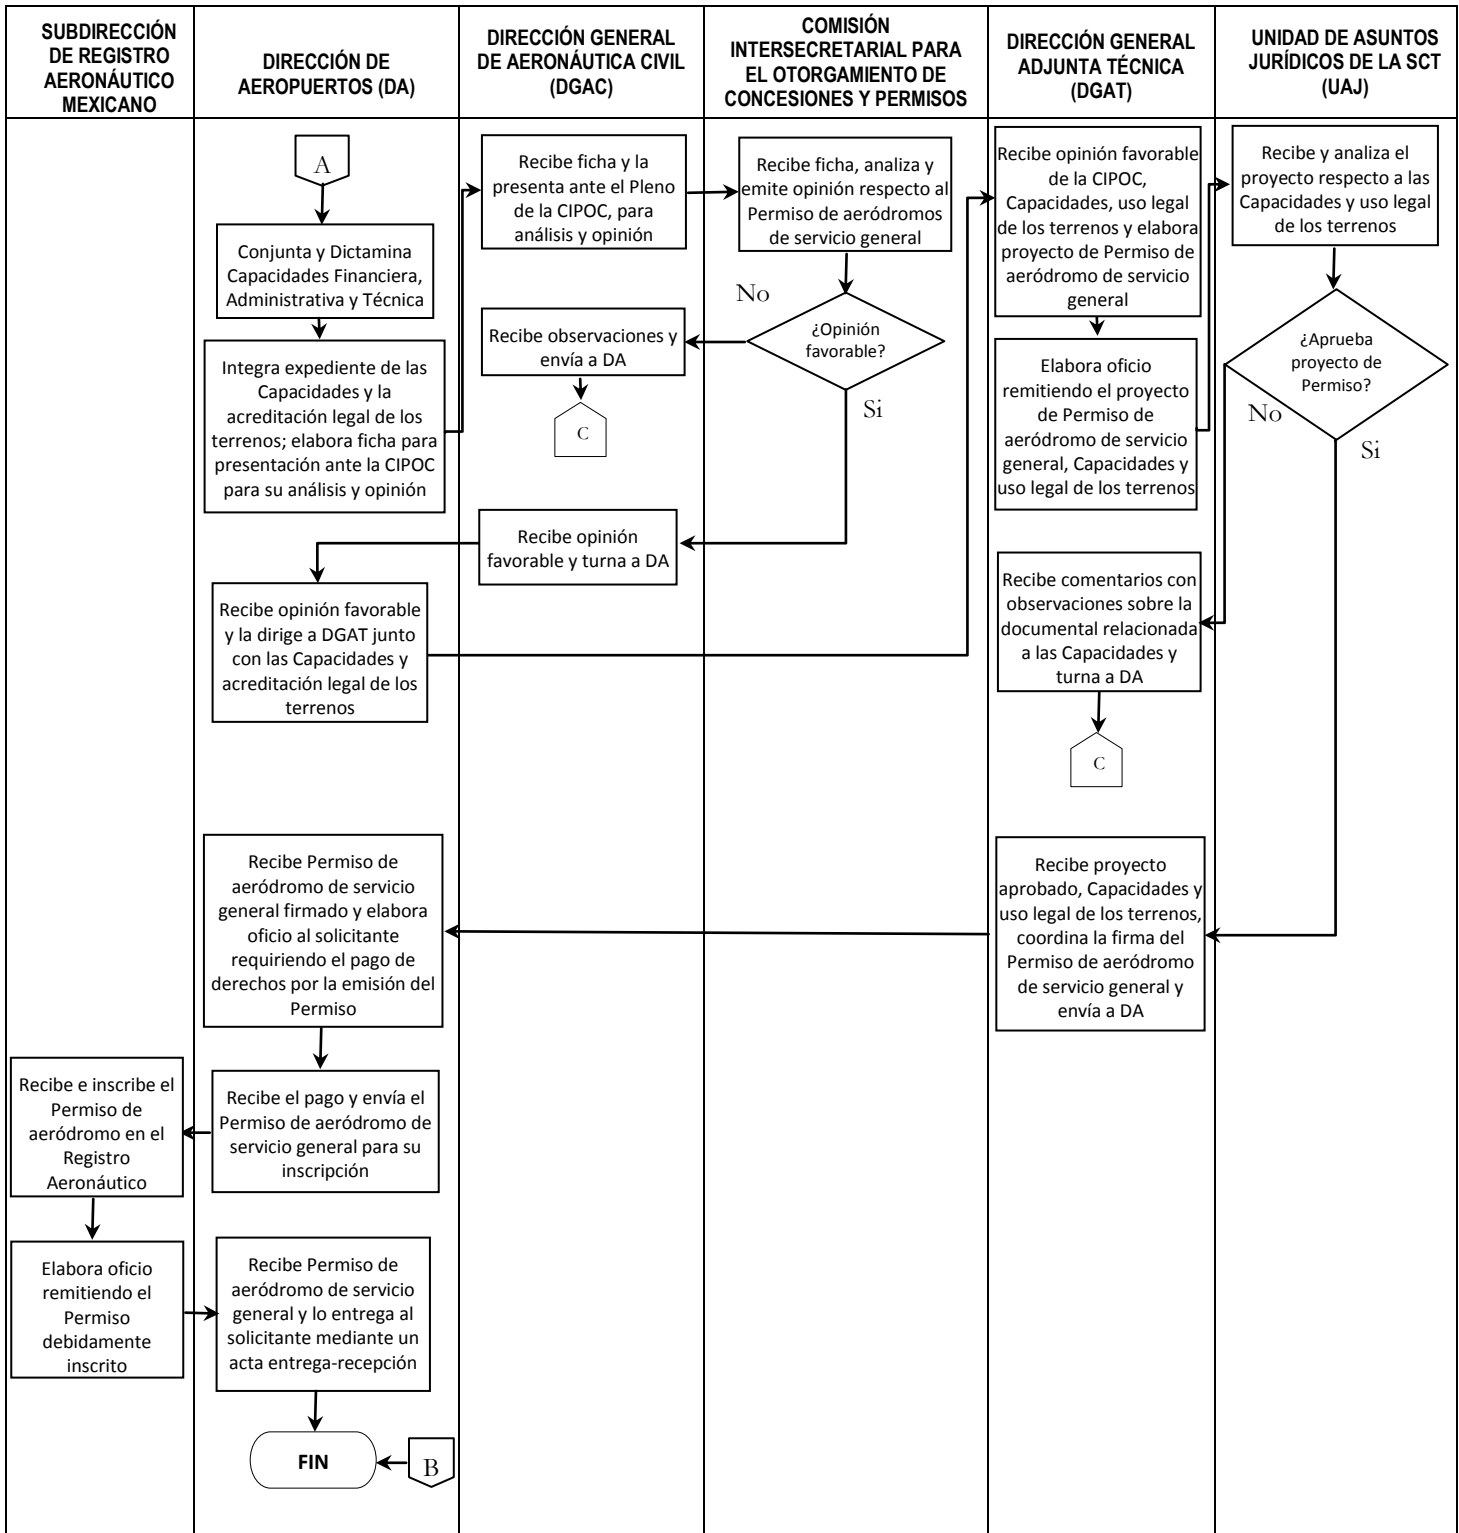 SUBDIRECCIÓN
DE REGISTRO
AERONÁUTICO
MEXICANO
DIRECCIÓN DE
AEROPUERTOS (DA)
DIRECCIÓN GENERAL
DE AERONÁUTICA CIVIL
(DGAC)
COMISIÓN
INTERSECRETARIAL PARA
EL OTORGAMIENTO DE
CONCESIONES Y PERMISOS
DIRECCIÓN GENERAL
ADJUNTA TÉCNICA
(DGAT)
UNIDAD DE ASUNTOS
JURÍDICOS DE LA SCT
(UAJ)
A
Conjunta y Dictamina
Capacidades Financiera,
Administrativa y Técnica
Integra expediente de las
Capacidades y la
acreditación legal de los
terrenos; elabora ficha para
presentación ante la CIPOC
para su análisis y opinión
Recibe ficha y la
presenta ante el Pleno
de la CIPOC, para
análisis y opinión
Recibe ficha, analiza y
emite opinión respecto al
Permiso de aeródromos
de servicio general
¿Opinión
favorable?
No
Si
Recibe observaciones y
envía a DA
C
Recibe opinión
favorable y turna a DA
Recibe opinión favorable
y la dirige a DGAT junto
con las Capacidades y
acreditación legal de los
terrenos
Recibe opinión favorable
de la CIPOC,
Capacidades, uso legal
de los terrenos y elabora
proyecto de Permiso de
aeródromo de servicio
general
Elabora oficio
remitiendo el proyecto
de Permiso de
aeródromo de servicio
general, Capacidades y
uso legal de los terrenos
Recibe y analiza el
proyecto respecto a las
Capacidades y uso legal
de los terrenos
¿Aprueba
proyecto de
Permiso?
No
Si
Recibe comentarios con
observaciones sobre la
documental relacionada
a las Capacidades y
turna a DA
C
Recibe proyecto
aprobado, Capacidades y
uso legal de los terrenos,
coordina la firma del
Permiso de aeródromo
de servicio general y
envía a DA
Recibe Permiso de
aeródromo de servicio
general firmado y elabora
oficio al solicitante
requiriendo el pago de
derechos por la emisión del
Permiso
Recibe el pago y envía el
Permiso de aeródromo de
servicio general para su
inscripción
Recibe e inscribe el
Permiso de
aeródromo en el
Registro
Aeronáutico
Elabora oficio
remitiendo el
Permiso
debidamente
inscrito
Recibe Permiso de
aeródromo de servicio
general y lo entrega al
solicitante mediante un
acta entrega-recepción
FIN
B